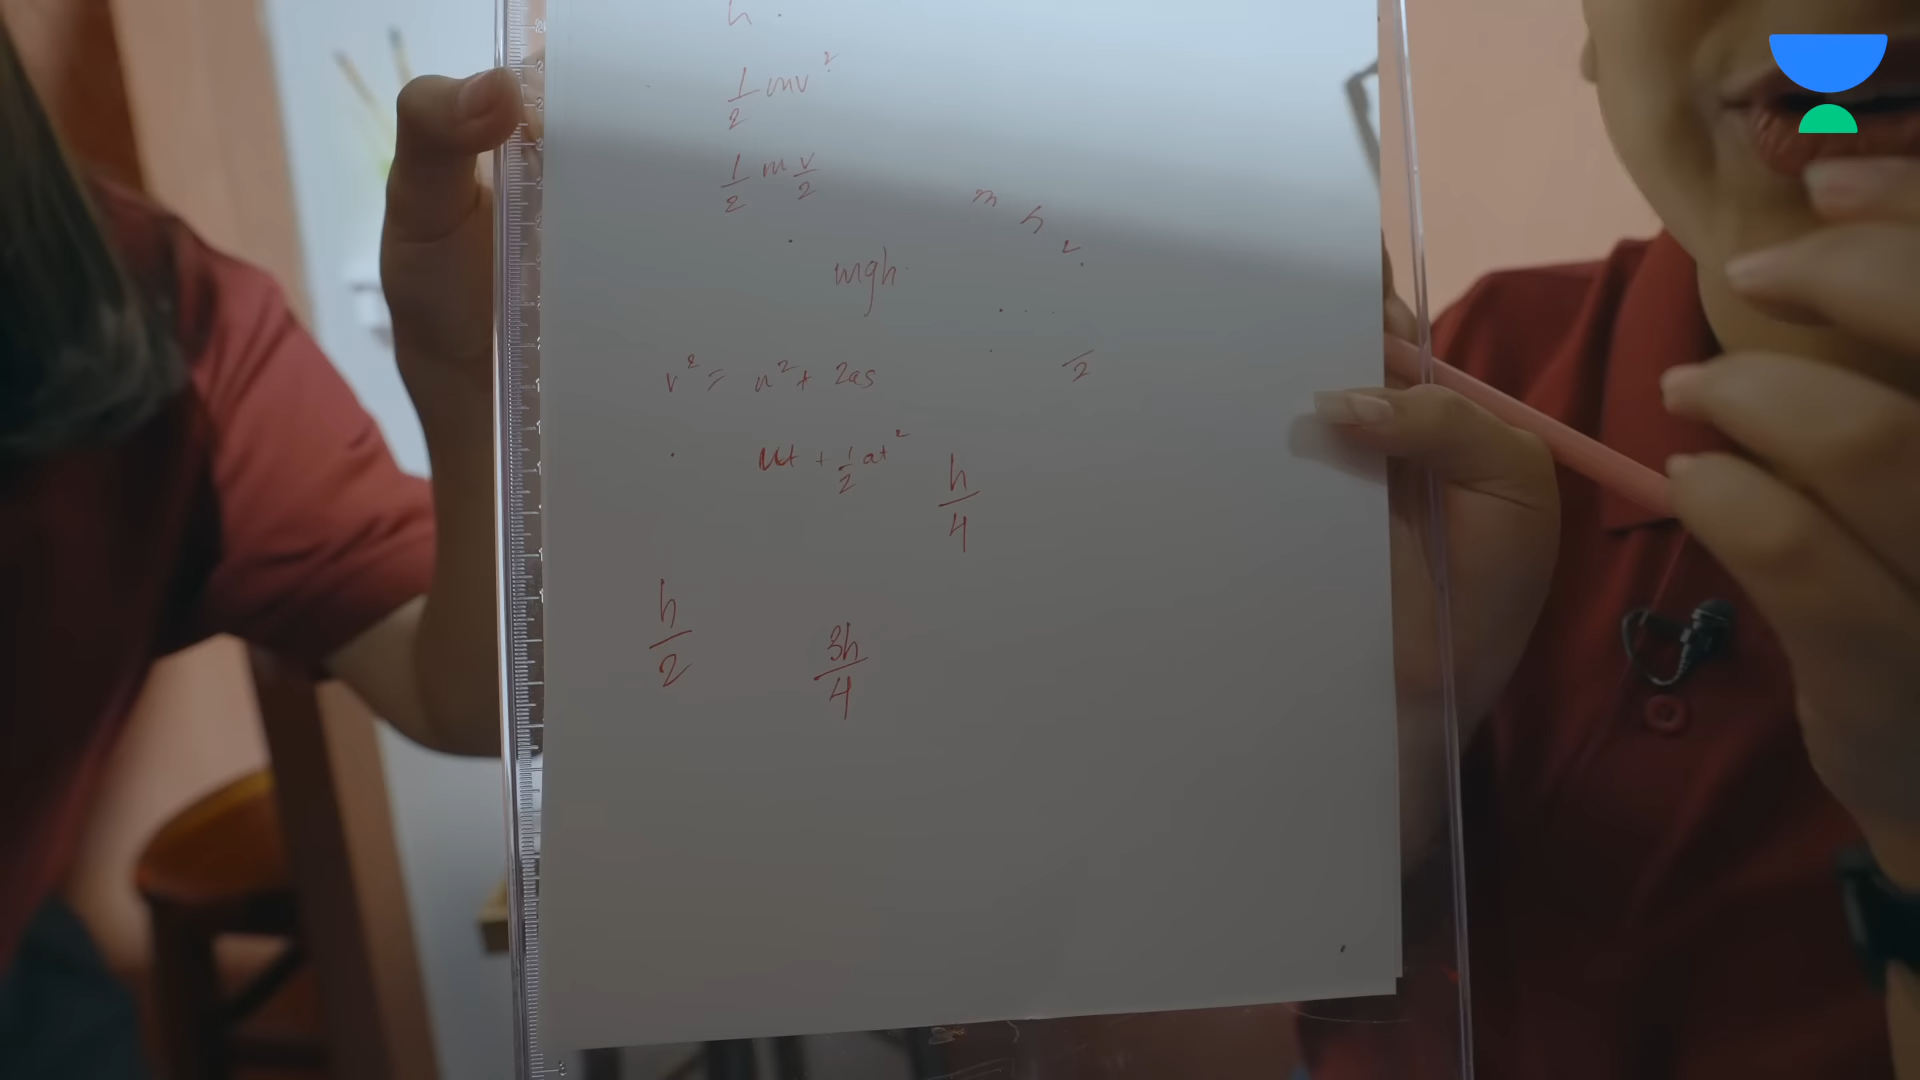 h.
1/2 mv²
1/2 m v/2
mgh
v² = u² + 2as
ut + 1/2 at²
h/4
h/2
3h/4